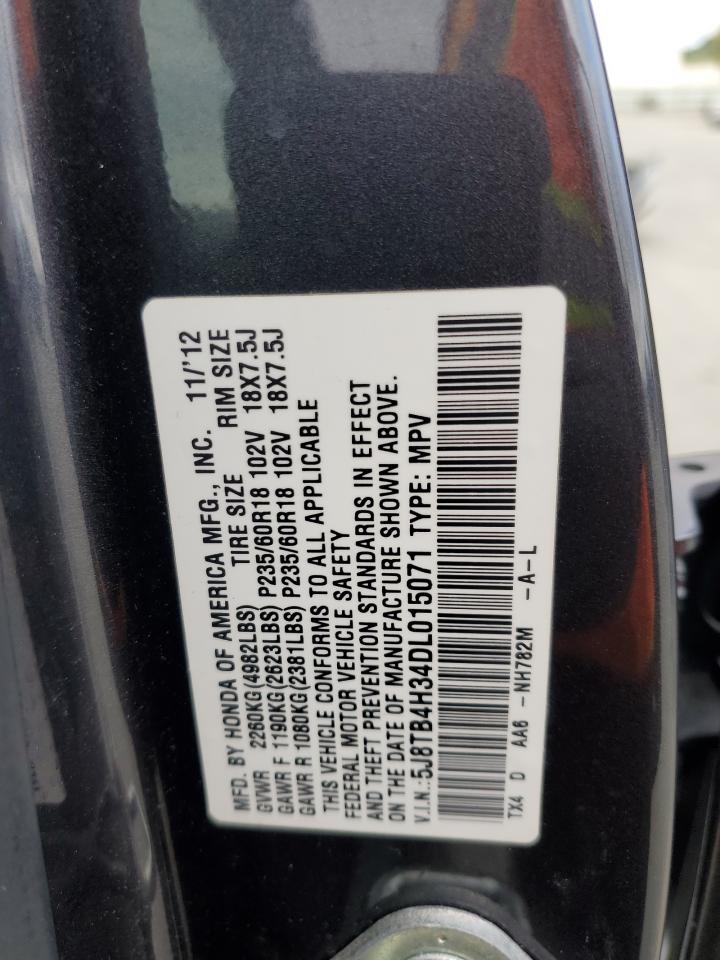 MFD. BY HONDA OF AMERICA MFG., INC. 11/'12
GVWR 2260KG(4982LBS) TIRE SIZE RIM SIZE
GAWR F 1190KG(2623LBS) P235/60R18 102V 18X7.5J
GAWR R 1080KG(2381LBS) P235/60R18 102V 18X7.5J
THIS VEHICLE CONFORMS TO ALL APPLICABLE
FEDERAL MOTOR VEHICLE SAFETY
AND THEFT PREVENTION STANDARDS IN EFFECT
ON THE DATE OF MANUFACTURE SHOWN ABOVE.
V.I.N.:5J8TB4H34DL015071 TYPE: MPV
TX4 D AA6 -NH782M -A-L